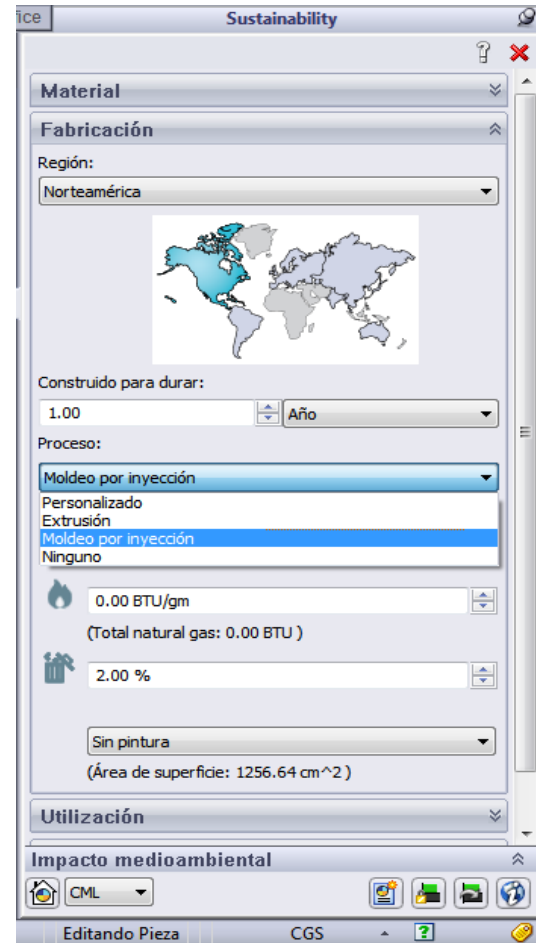 Sustainability
Material
Fabricación
Región:
Norteamérica
Construido para durar:
1.00 Año
Proceso:
Moldeo por inyección
Personalizado
Extrusión
Moldeo por inyección
Ninguno
0.00 BTU/gm
(Total natural gas: 0.00 BTU )
2.00 %
Sin pintura
(Área de superficie: 1256.64 cm^2 )
Utilización
Impacto medioambiental
CML
Editando Pieza CGS